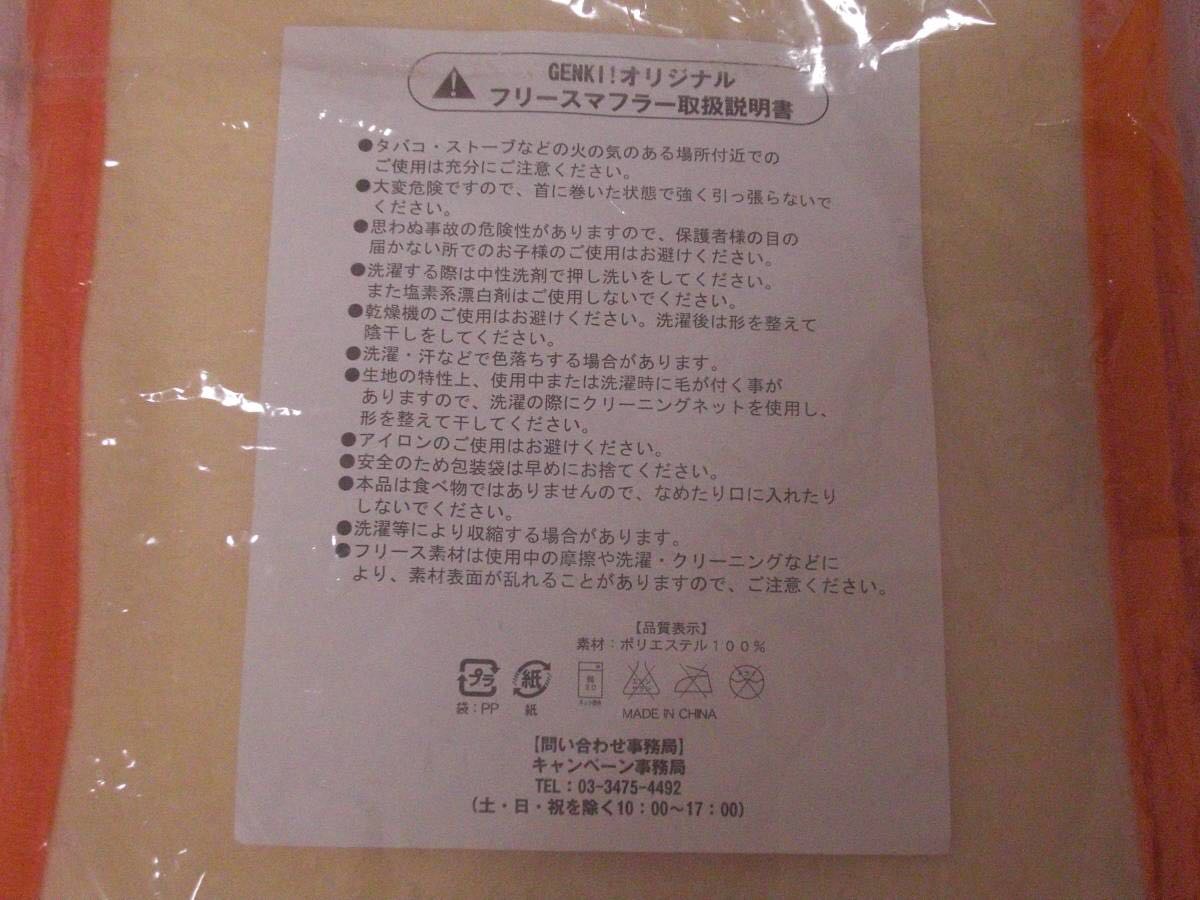 GENKI!オリジナル
フリースマフラー取扱説明書
●タバコ・ストーブなどの火の気のある場所付近での
ご使用は充分にご注意ください。
●大変危険ですので、首に巻いた状態で強く引っ張らないで
ください。
●思わぬ事故の危険性がありますので、保護者様の目の
届かない所でのお子様のご使用はお避けください。
●洗濯する際は中性洗剤で押し洗いをしてください。
また塩素系漂白剤はご使用しないでください。
●乾燥機のご使用はお避けください。洗濯後は形を整えて
陰干しをしてください。
●洗濯・汗などで色落ちする場合があります。
●生地の特性上、使用中または洗濯時に毛が付く事が
ありますので、洗濯の際にクリーニングネットを使用し、
形を整えて干してください。
●アイロンのご使用はお避けください。
●安全のため包装袋は早めにお捨てください。
●本品は食べ物ではありませんので、なめたり口に入れたり
しないでください。
●洗濯等により収縮する場合があります。
●フリース素材は使用中の摩擦や洗濯・クリーニングなどに
より、素材表面が乱れることがありますので、ご注意ください。
【品質表示】
素材：ポリエステル１００％
プラ 紙
袋：PP 紙
MADE IN CHINA
【問い合わせ事務局】
キャンペーン事務局
TEL：03-3475-4492
（土・日・祝を除く10：00〜17：00）